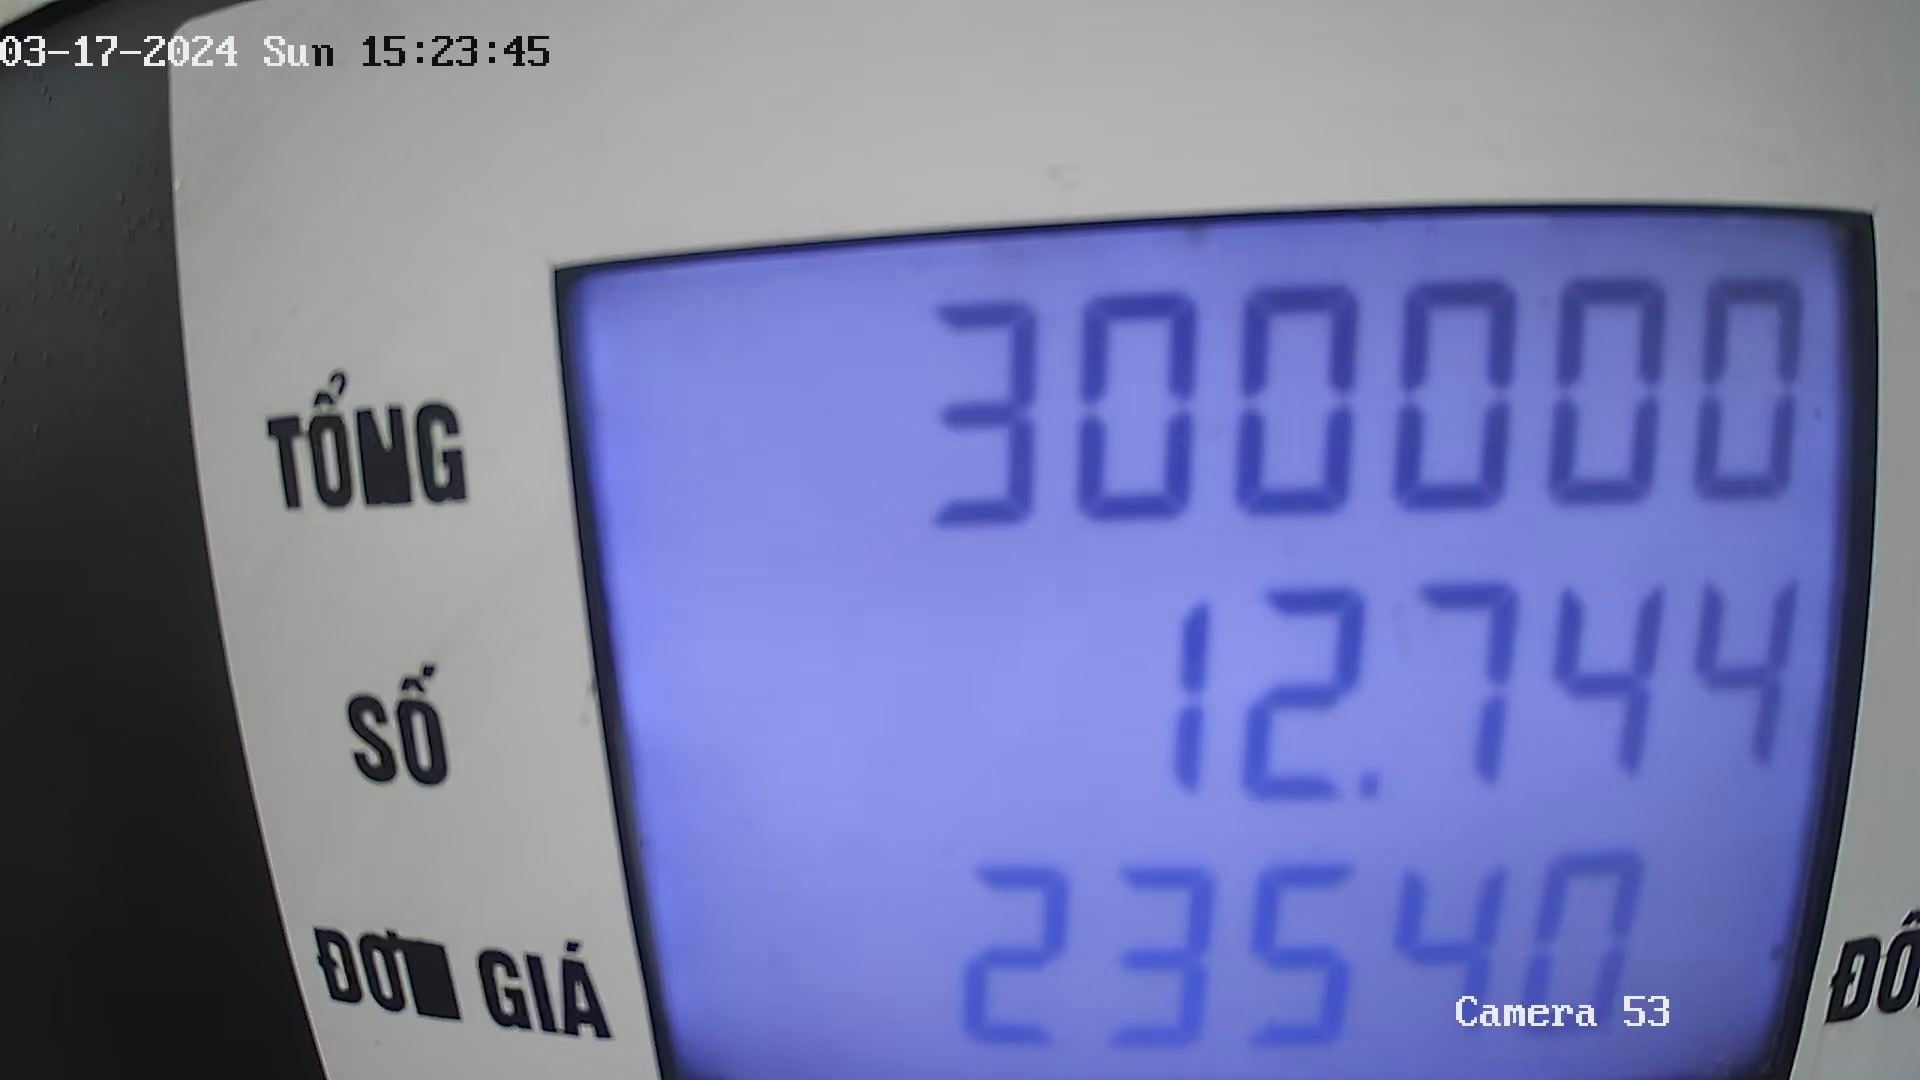 03-17-2024 Sun 15:23:45
TỔNG 300000
SỐ 12.744
ĐƠN GIÁ 23540
Camera 53